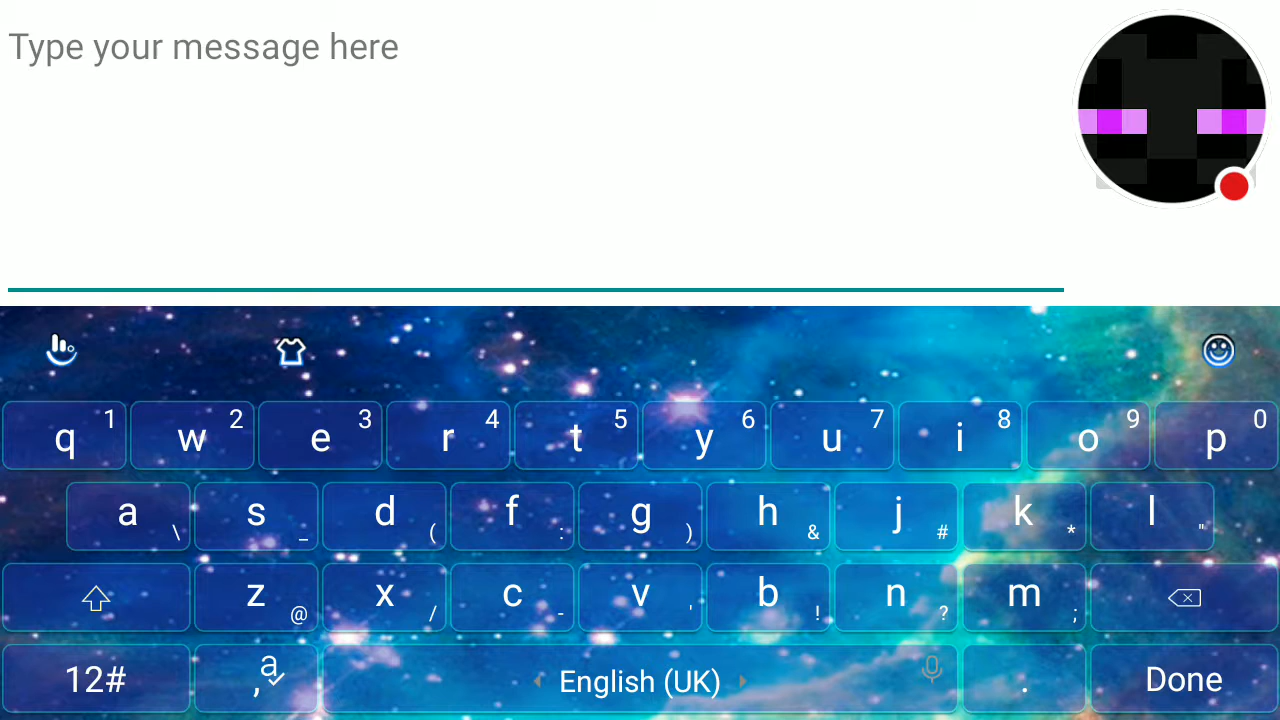 Type your message here
q 1 w 2 e 3 r 4 t 5 y 6 u 7 i 8 o 9 p 0
a \ s _ d ( f : g ) h & j # k * l "
z @ x / c - v ' b ! n ? m ;
12# , a English (UK) . Done